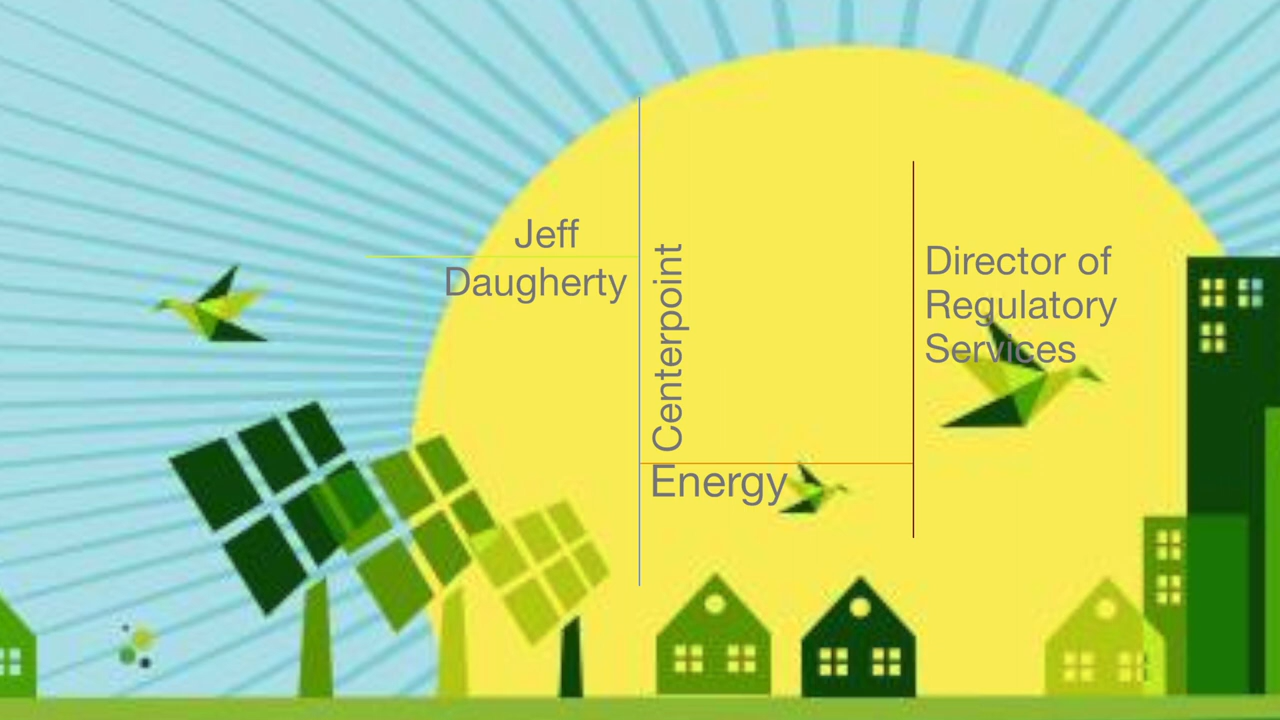 Jeff
Daugherty
Centerpoint
Energy
Director of
Regulatory
Services